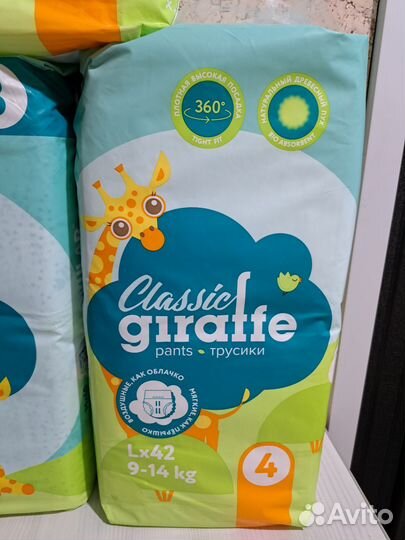 ПЛОТНАЯ ВЫСОКАЯ ПОСАДКА
360°
TIGHT FIT
НАТУРАЛЬНЫЙ ДРЕВЕСНЫЙ
BIO ABSORBENT
Classic
giraffe
pants • трусики
ВОЗДУШНЫЕ, КАК ОБЛАЧКО
МЯГКИЕ, КАК ПЕРЫШКО
Lx42
9-14 kg
4
Avito